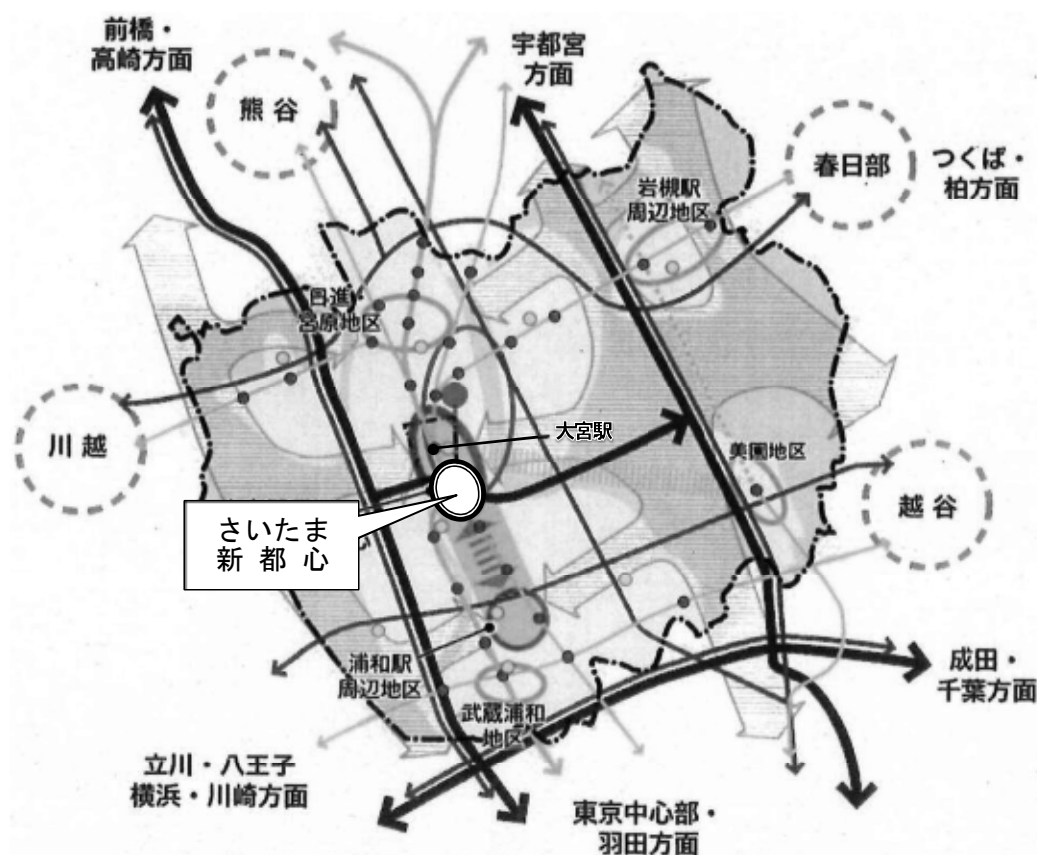 前橋・
高崎方面
宇都宮
方面
熊谷
春日部
つくば・
柏方面
岩槻駅
周辺地区
日進・
宮原地区
川越
大宮駅
美園地区
越谷
さいたま
新都心
浦和駅
周辺地区
武蔵浦和
地区
成田・
千葉方面
立川・八王子
横浜・川崎方面
東京中心部・
羽田方面